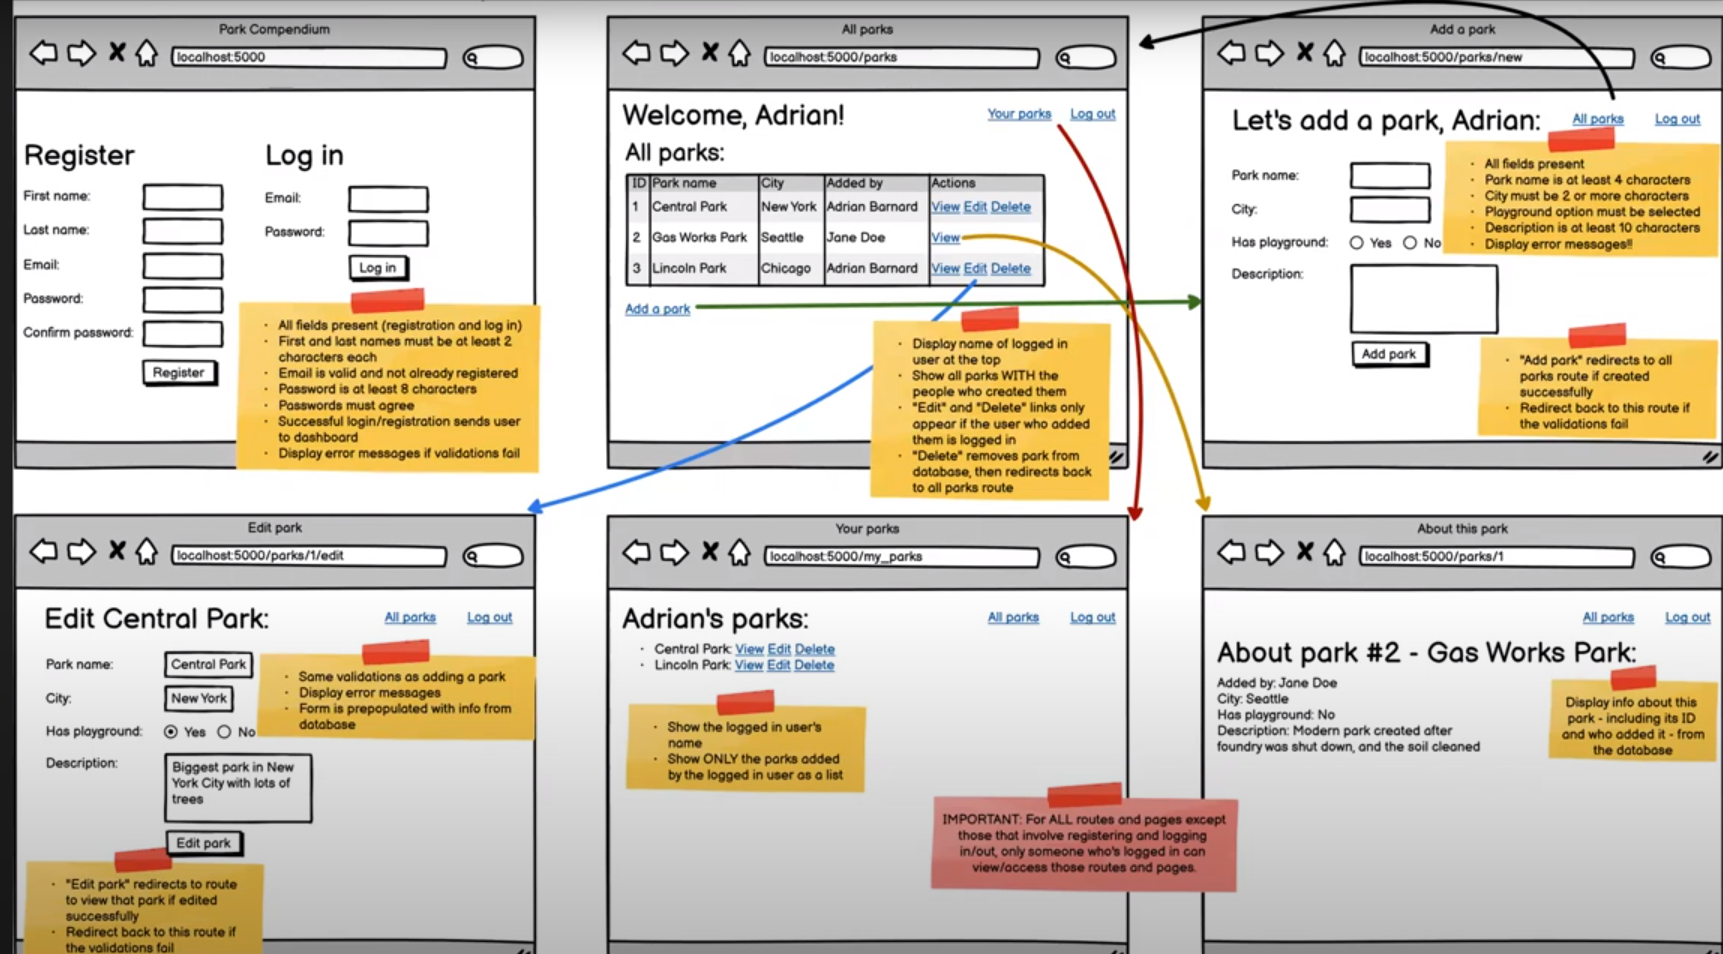 Park Compendium
localhost:5000
Register
First name:
Last name:
Email:
Password:
Confirm password:
Register
Log in
Email:
Password:
Log in
· All fields present (registration and log in)
· First and last names must be at least 2
characters each
· Email is valid and not already registered
· Password is at least 8 characters
· Passwords must agree
· Successful login/registration sends user
to dashboard
· Display error messages if validations fail
All parks
localhost:5000/parks
Welcome, Adrian!
Your parks Log out
All parks:
ID Park name City Added by Actions
1 Central Park New York Adrian Barnard View Edit Delete
2 Gas Works Park Seattle Jane Doe View
3 Lincoln Park Chicago Adrian Barnard View Edit Delete
Add a park
· Display name of logged in
user at the top
· Show all parks WITH the
people who created them
· "Edit" and "Delete" links only
appear if the user who added
them is logged in
· "Delete" removes park from
database, then redirects back
to all parks route
Add a park
localhost:5000/parks/new
Let's add a park, Adrian:
All parks Log out
Park name:
City:
Has playground: Yes No
Description:
Add park
· All fields present
· Park name is at least 4 characters
· City must be 2 or more characters
· Playground option must be selected
· Description is at least 10 characters
· Display error messages!!
· "Add park" redirects to all
parks route if created
successfully
· Redirect back to this route if
the validations fail
Edit park
localhost:5000/parks/1/edit
Edit Central Park:
All parks Log out
Park name: Central Park
City: New York
Has playground: Yes No
Description: Biggest park in New
York City with lots of
trees
Edit park
· Same validations as adding a park
· Display error messages
· Form is prepopulated with info from
database
· "Edit park" redirects to route
to view that park if edited
successfully
· Redirect back to this route if
the validations fail
Your parks
localhost:5000/my_parks
Adrian's parks:
All parks Log out
· Central Park: View Edit Delete
· Lincoln Park: View Edit Delete
· Show the logged in user's
name
· Show ONLY the parks added
by the logged in user as a list
IMPORTANT: For ALL routes and pages except
those that involve registering and logging
in/out, only someone who's logged in can
view/access those routes and pages.
About this park
localhost:5000/parks/1
All parks Log out
About park #2 - Gas Works Park:
Added by: Jane Doe
City: Seattle
Has playground: No
Description: Modern park created after
foundry was shut down, and the soil cleaned
Display info about this
park - including its ID
and who added it - from
the database